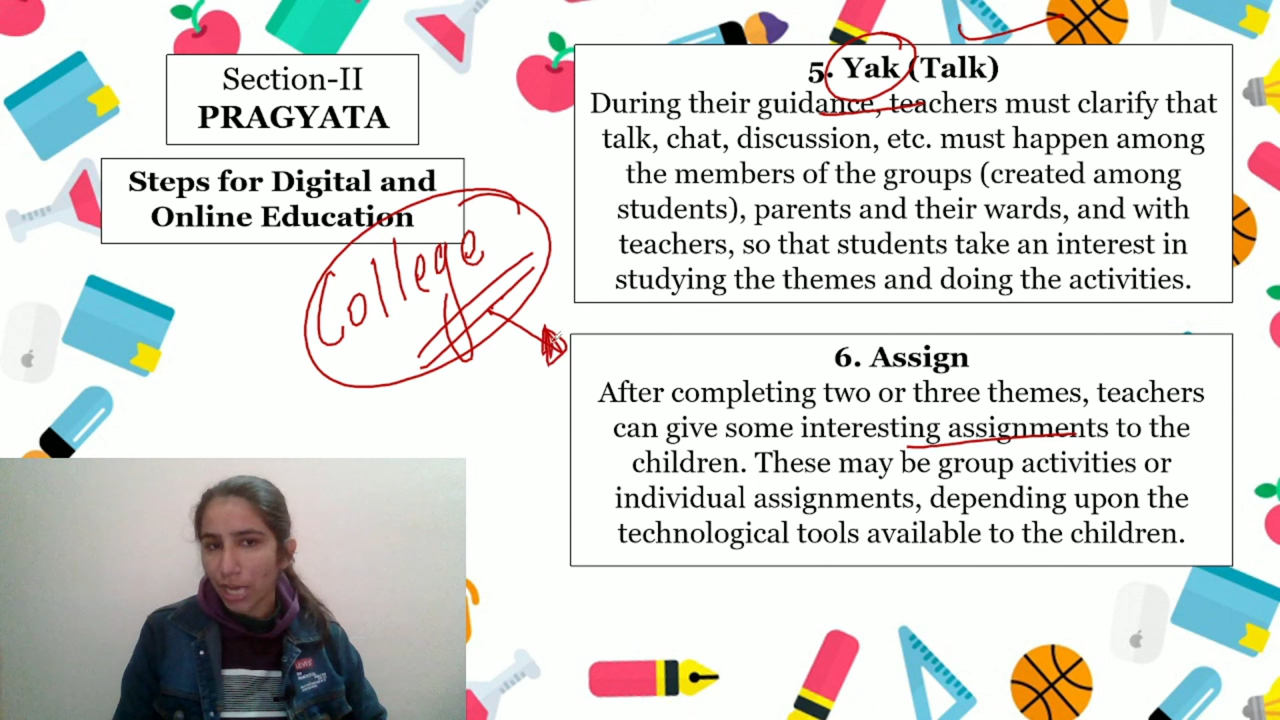 Section-II
PRAGYATA
Steps for Digital and
Online Education
College
5. Yak (Talk)
During their guidance, teachers must clarify that
talk, chat, discussion, etc. must happen among
the members of the groups (created among
students), parents and their wards, and with
teachers, so that students take an interest in
studying the themes and doing the activities.
6. Assign
After completing two or three themes, teachers
can give some interesting assignments to the
children. These may be group activities or
individual assignments, depending upon the
technological tools available to the children.